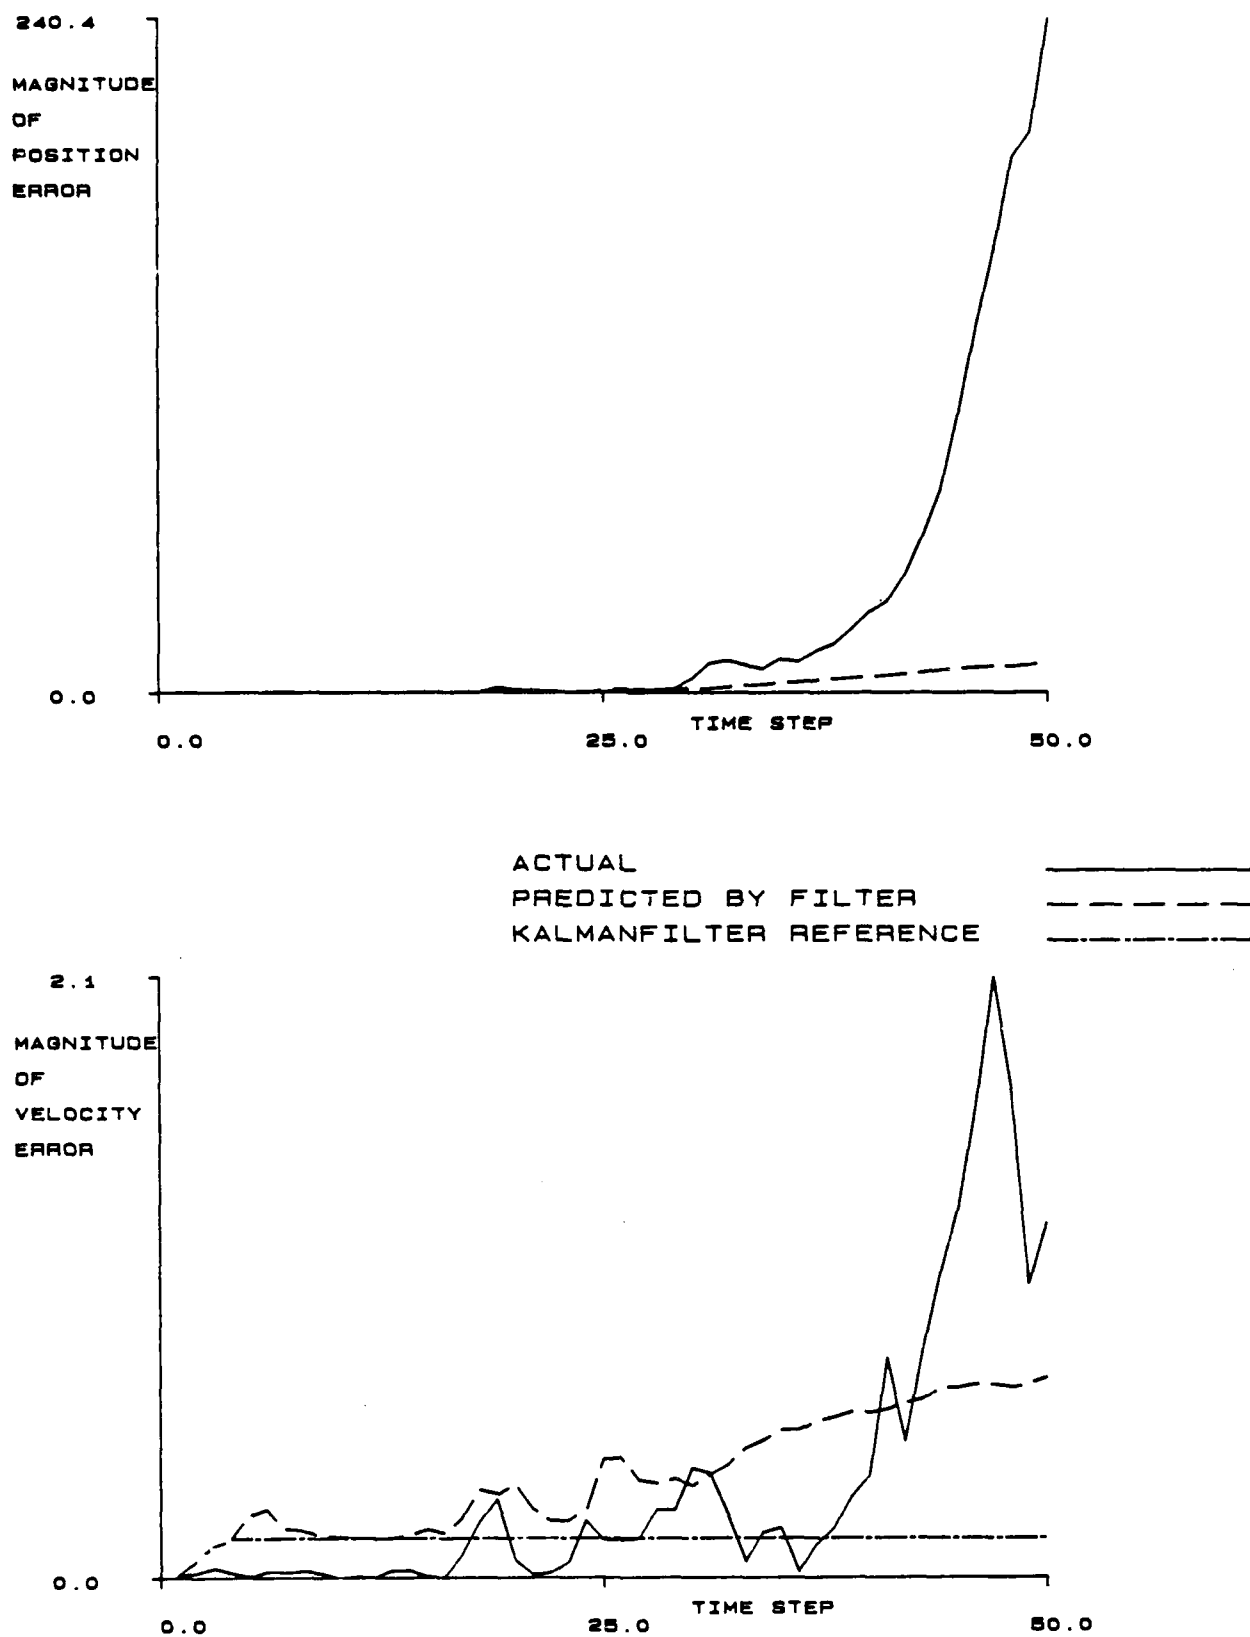 240.4
MAGNITUDE
OF
POSITION
ERROR
0.0
TIME STEP
0.0
25.0
50.0
ACTUAL
PREDICTED BY FILTER
KALMANFILTER REFERENCE
2.1
MAGNITUDE
OF
VELOCITY
ERROR
0.0
TIME STEP
0.0
25.0
50.0